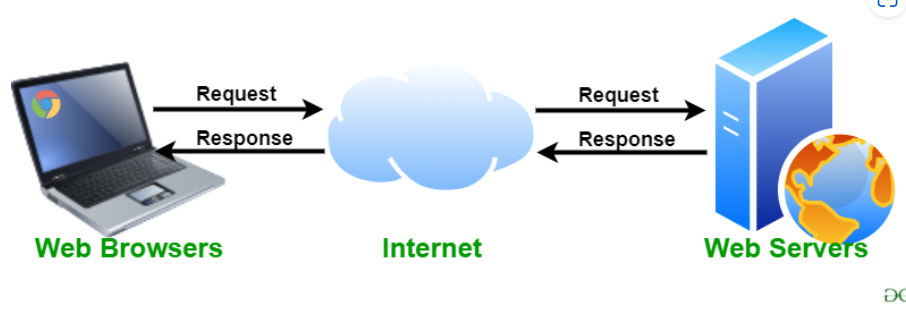 Request
Request
Response
Response
Web Browsers
Internet
Web Servers